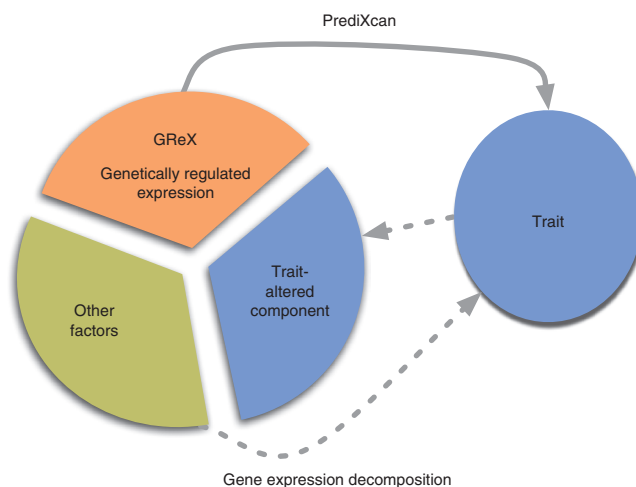 PrediXcan
GReX
Genetically regulated
expression
Trait
Trait-
altered
component
Other
factors
Gene expression decomposition